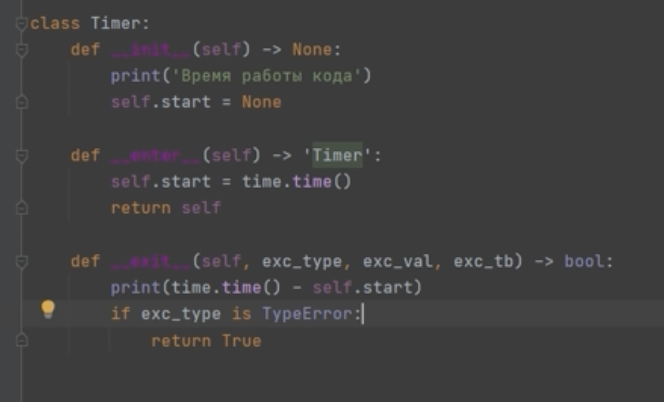 class Timer:
    def __init__(self) -> None:
        print('Время работы кода')
        self.start = None
    def __enter__(self) -> 'Timer':
        self.start = time.time()
        return self
    def __exit__(self, exc_type, exc_val, exc_tb) -> bool:
        print(time.time() - self.start)
        if exc_type is TypeError:
            return True